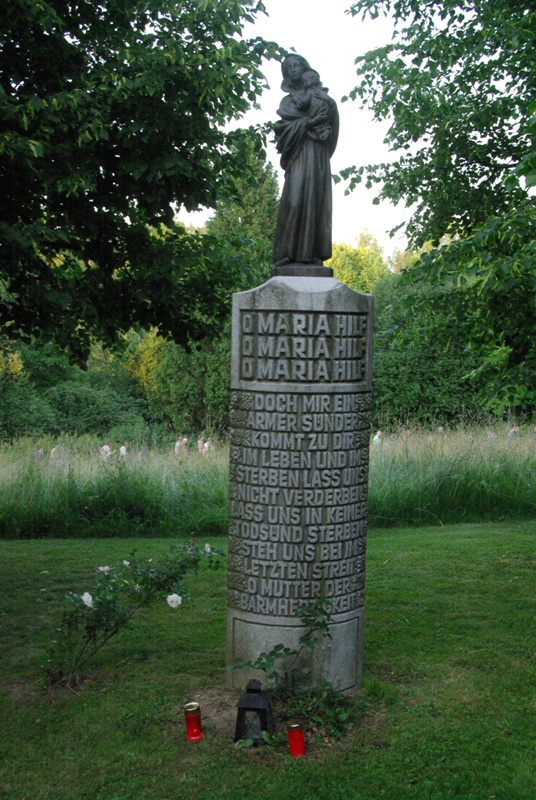 O MARIA HILF
O MARIA HILF
O MARIA HILF
DOCH MIR EIN
ARMER SÜNDER
KOMMT ZU DIR
IM LEBEN UND IM
STERBEN LASS UNS
NICHT VERDERBEN
LASS UNS IN KEINER
TODSÜND STERBEN
STEH UNS BEI IM
LETZTEN STREIT
O MUTTER DER
BARMHERZIGKEIT